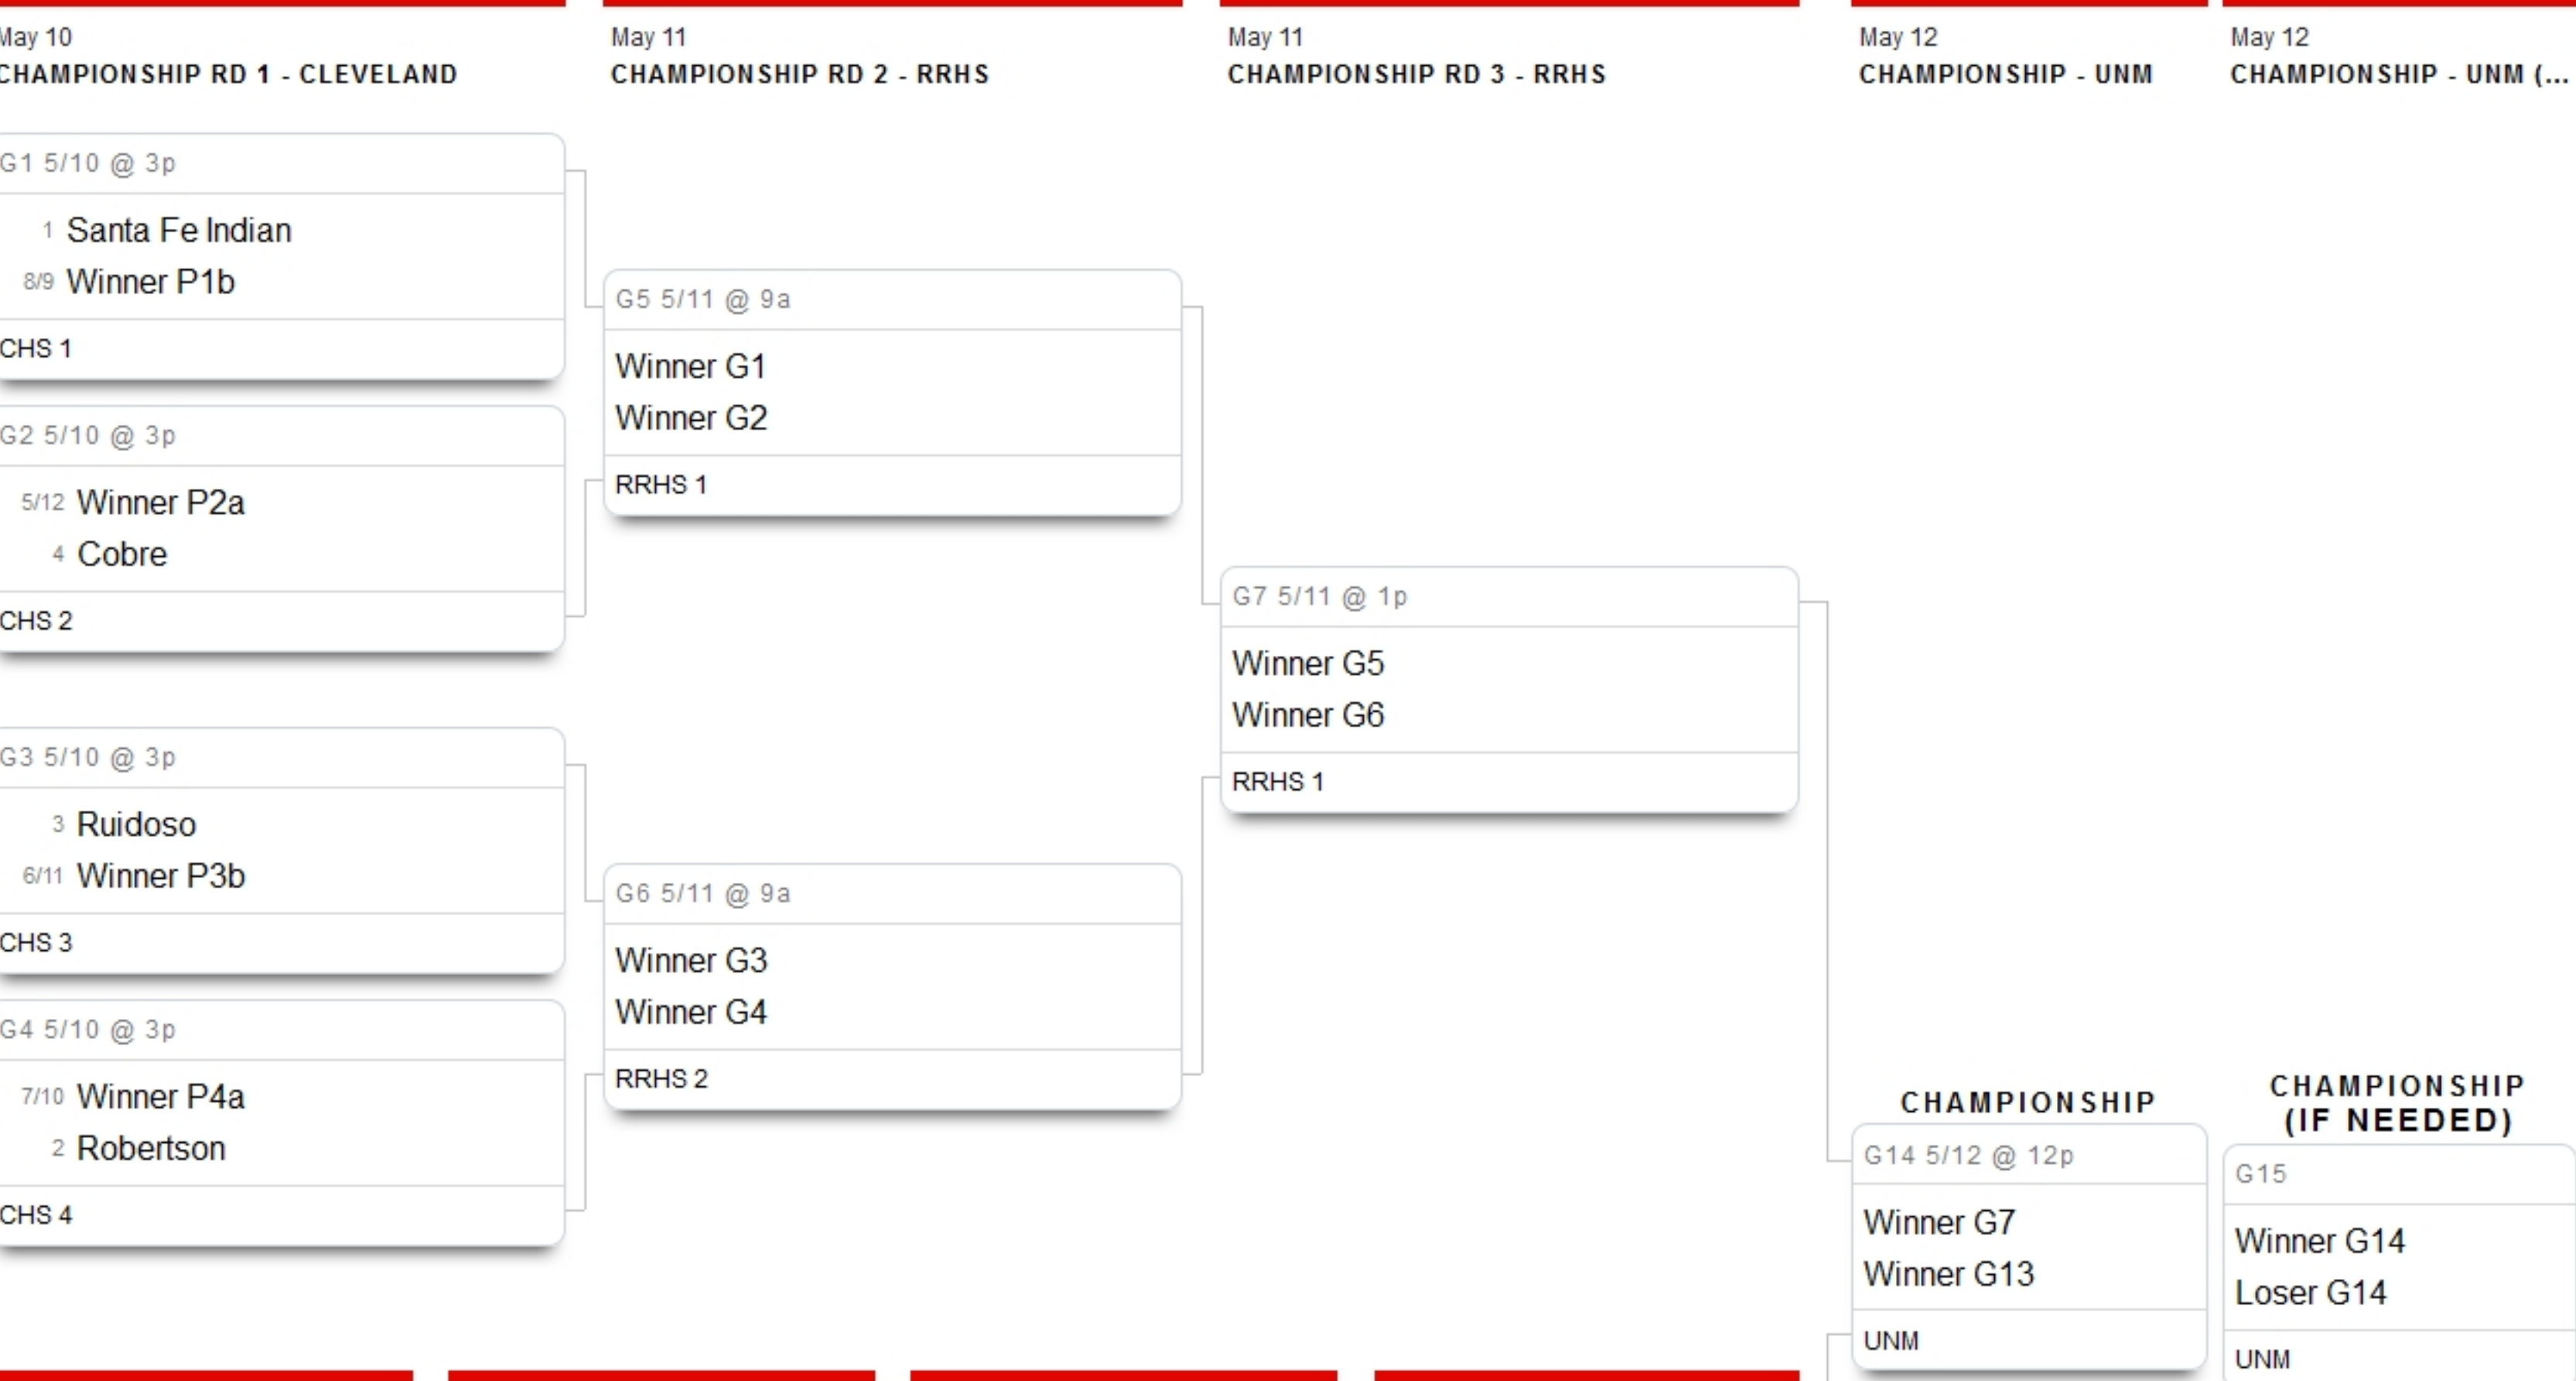 May 10
CHAMPIONSHIP RD 1 - CLEVELAND
May 11
CHAMPIONSHIP RD 2 - RRHS
May 11
CHAMPIONSHIP RD 3 - RRHS
May 12
CHAMPIONSHIP - UNM
May 12
CHAMPIONSHIP - UNM (...
G1 5/10 @ 3p
1 Santa Fe Indian
8/9 Winner P1b
CHS 1
G2 5/10 @ 3p
5/12 Winner P2a
4 Cobre
CHS 2
G3 5/10 @ 3p
3 Ruidoso
6/11 Winner P3b
CHS 3
G4 5/10 @ 3p
7/10 Winner P4a
2 Robertson
CHS 4
G5 5/11 @ 9a
Winner G1
Winner G2
RRHS 1
G6 5/11 @ 9a
Winner G3
Winner G4
RRHS 2
G7 5/11 @ 1p
Winner G5
Winner G6
RRHS 1
CHAMPIONSHIP
G14 5/12 @ 12p
Winner G7
Winner G13
UNM
CHAMPIONSHIP
(IF NEEDED)
G15
Winner G14
Loser G14
UNM